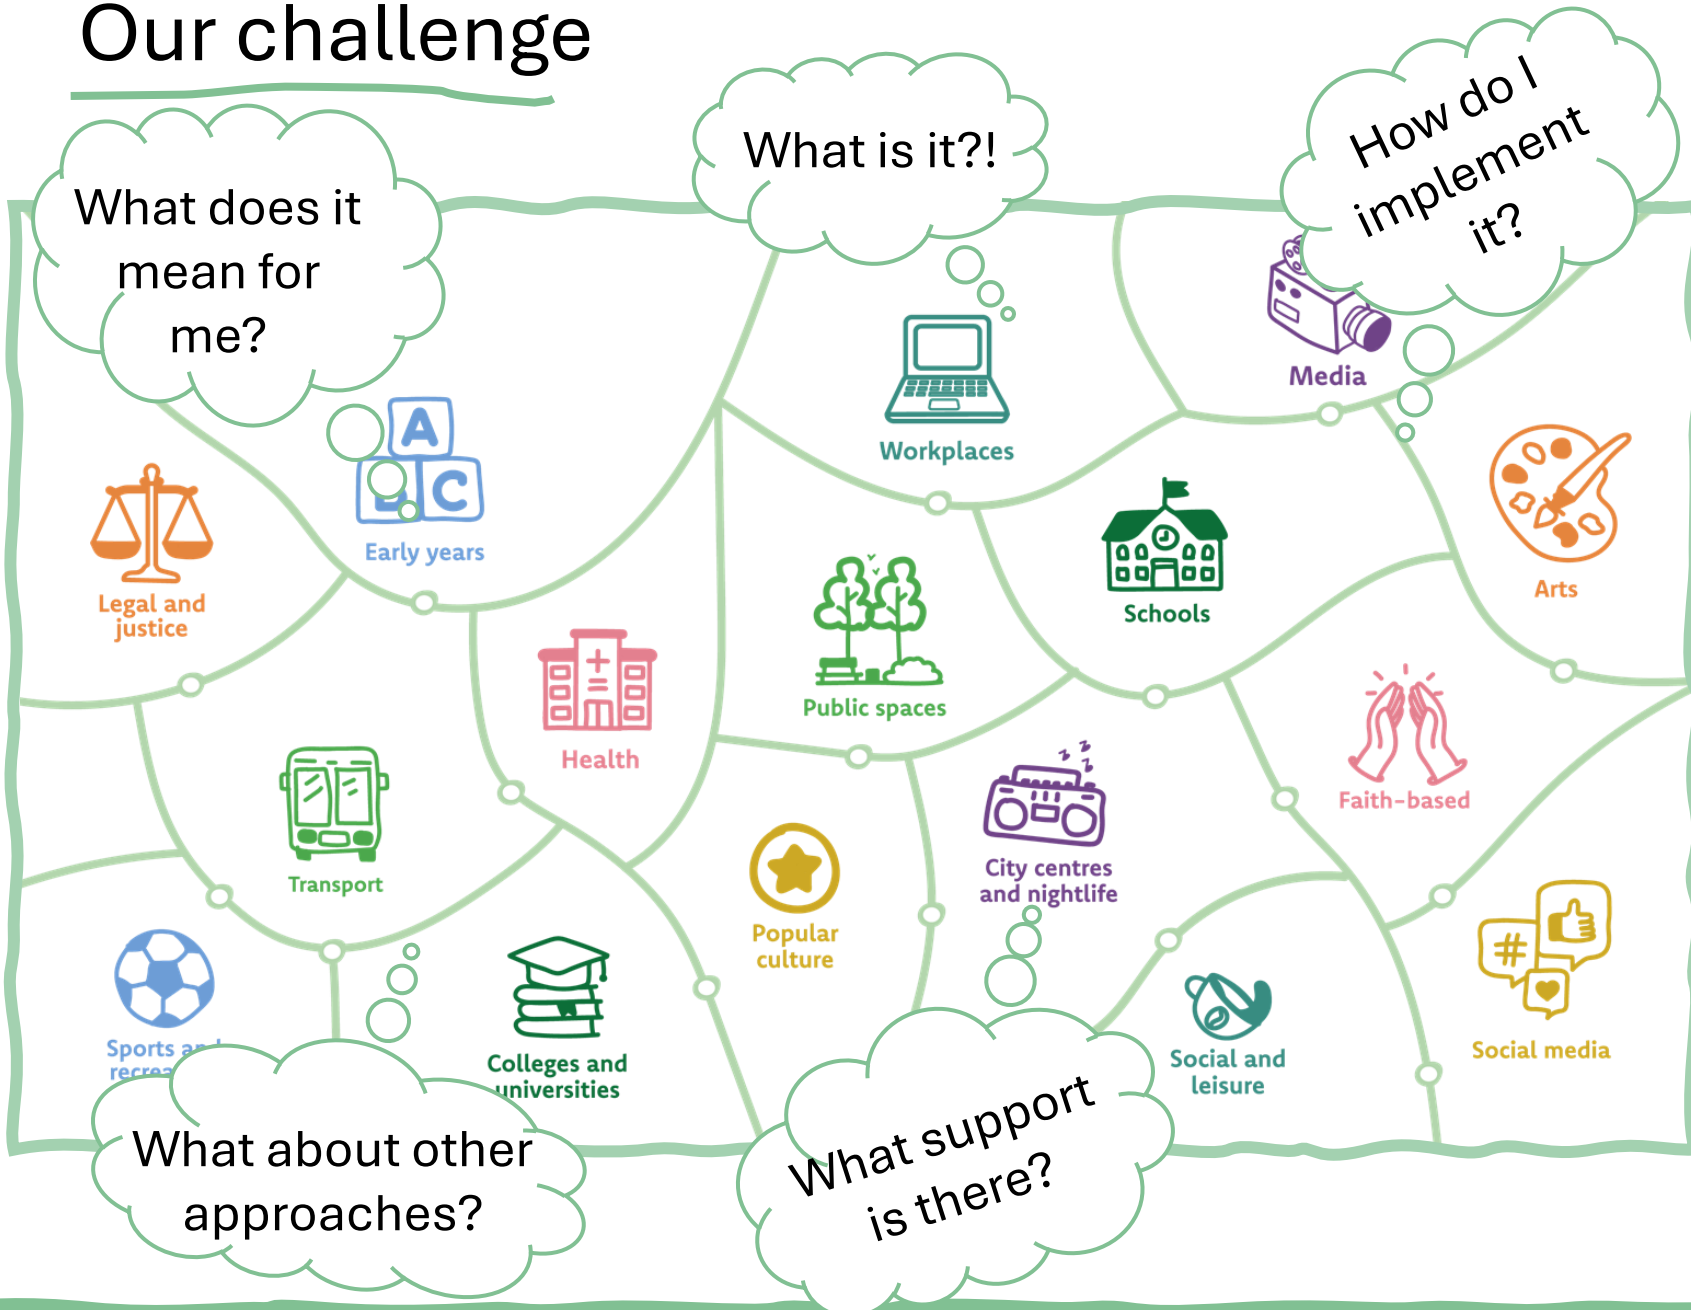 Our challenge
What does it
mean for
me?
What is it?!
How do I
implement
it?
Media
Workplaces
A
C
Early years
Legal and
justice
Schools
Arts
Public spaces
Health
Faith-based
City centres
and nightlife
Transport
Popular
culture
#
Sports and
Colleges and
universities
Social and
leisure
Social media
What about other
approaches?
What support
is there?